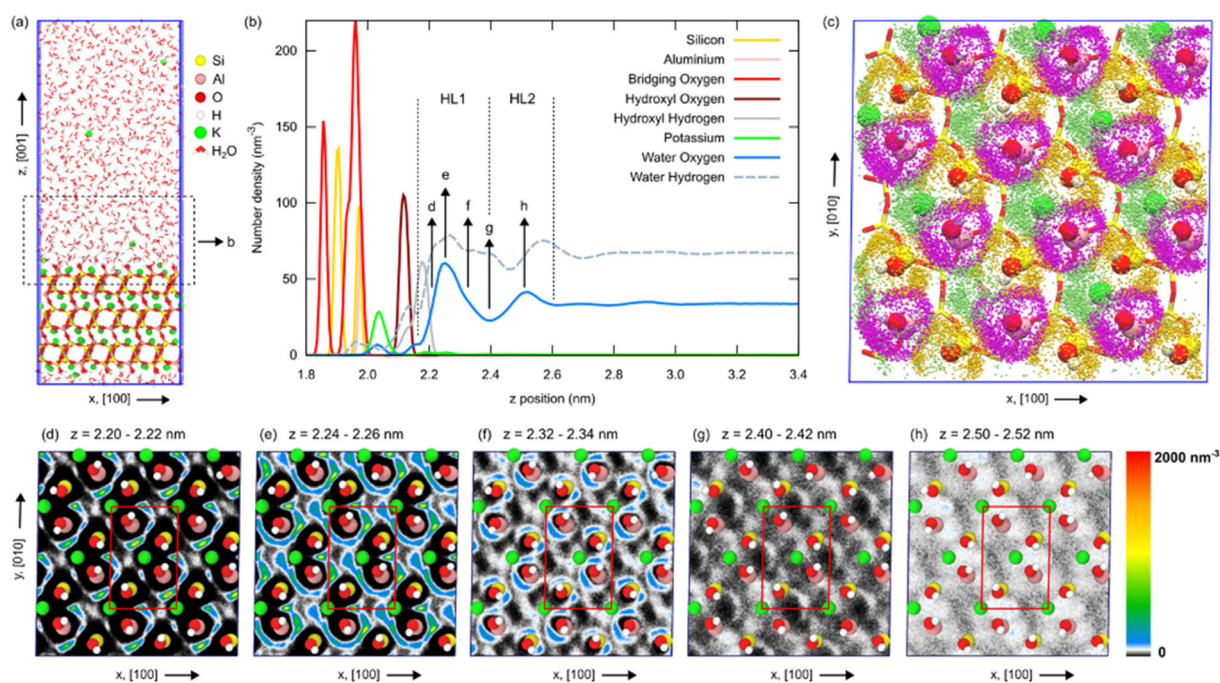 (a)
z, [001]
x, [100]
b
Si
Al
O
H
K
H₂O
(b)
Number density (nm⁻³)
200
150
100
50
0
1.8 2.0 2.2 2.4 2.6 2.8 3.0 3.2 3.4
z position (nm)
HL1
HL2
d
e
f
g
h
Silicon
Aluminium
Bridging Oxygen
Hydroxyl Oxygen
Hydroxyl Hydrogen
Potassium
Water Oxygen
Water Hydrogen
(c)
y, [010]
x, [100]
(d) z = 2.20 - 2.22 nm
(e) z = 2.24 - 2.26 nm
(f) z = 2.32 - 2.34 nm
(g) z = 2.40 - 2.42 nm
(h) z = 2.50 - 2.52 nm
y, [010]
x, [100]
x, [100]
x, [100]
x, [100]
x, [100]
2000 nm⁻³
0